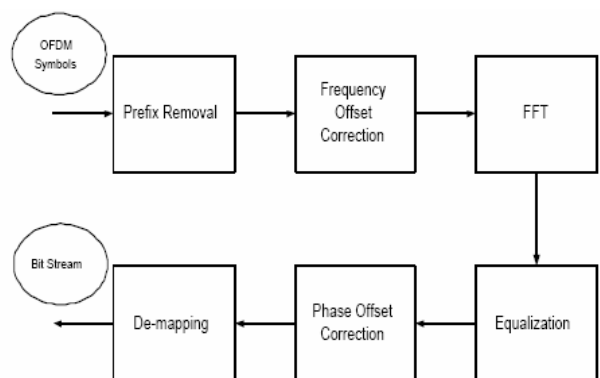 OFDM
Symbols
Prefix Removal
Frequency
Offset
Correction
FFT
Bit Stream
De-mapping
Phase Offset
Correction
Equalization